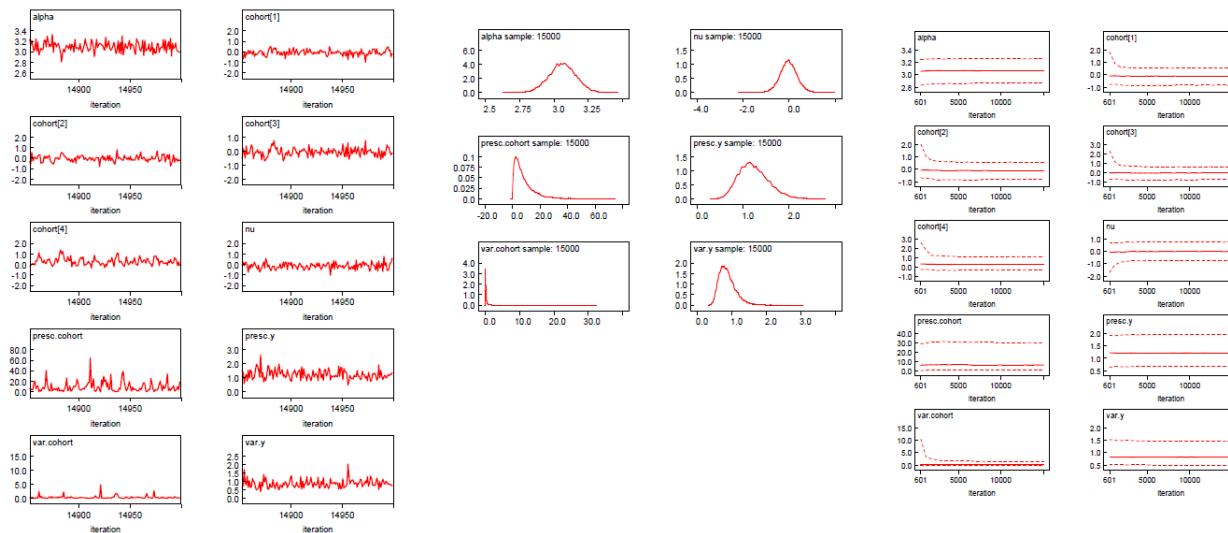 alpha
3.4
3.2
3.0
2.8
2.6
14900 14950
iteration
cohort[1]
2.0
1.0
0.0
-1.0
-2.0
14900 14950
iteration
cohort[2]
2.0
1.0
0.0
-1.0
-2.0
14900 14950
iteration
cohort[3]
1.0
0.0
-1.0
-2.0
14900 14950
iteration
cohort[4]
2.0
1.0
0.0
-1.0
-2.0
14900 14950
iteration
nu
2.0
1.0
0.0
-1.0
-2.0
14900 14950
iteration
presc.cohort
80.0
60.0
40.0
20.0
0.0
14900 14950
iteration
presc.y
3.0
2.0
1.0
0.0
14900 14950
iteration
var.cohort
15.0
10.0
5.0
0.0
14900 14950
iteration
var.y
2.5
2.0
1.5
1.0
0.5
0.0
14900 14950
iteration
alpha sample: 15000
6.0
4.0
2.0
0.0
2.5 2.75 3.0 3.25
nu sample: 15000
1.5
1.0
0.5
0.0
-4.0 -2.0 0.0
presc.cohort sample: 15000
0.1
0.075
0.05
0.025
0.0
-20.0 0.0 20.0 40.0 60.0
presc.y sample: 15000
1.5
1.0
0.5
0.0
0.0 1.0 2.0
var.cohort sample: 15000
4.0
3.0
2.0
1.0
0.0
0.0 10.0 20.0 30.0
var.y sample: 15000
2.0
1.5
1.0
0.5
0.0
0.0 1.0 2.0 3.0
alpha
3.4
3.2
3.0
2.8
601 5000 10000
iteration
cohort[1]
2.0
1.0
0.0
-1.0
601 5000 10000
iteration
cohort[2]
2.0
1.0
0.0
-1.0
601 5000 10000
iteration
cohort[3]
3.0
2.0
1.0
0.0
-1.0
601 5000 10000
iteration
cohort[4]
3.0
2.0
1.0
0.0
-1.0
601 5000 10000
iteration
nu
1.0
0.0
-1.0
-2.0
601 5000 10000
iteration
presc.cohort
40.0
30.0
20.0
10.0
0.0
601 5000 10000
iteration
presc.y
2.0
1.5
1.0
0.5
601 5000 10000
iteration
var.cohort
15.0
10.0
5.0
0.0
601 5000 10000
iteration
var.y
2.0
1.5
1.0
0.5
601 5000 10000
iteration